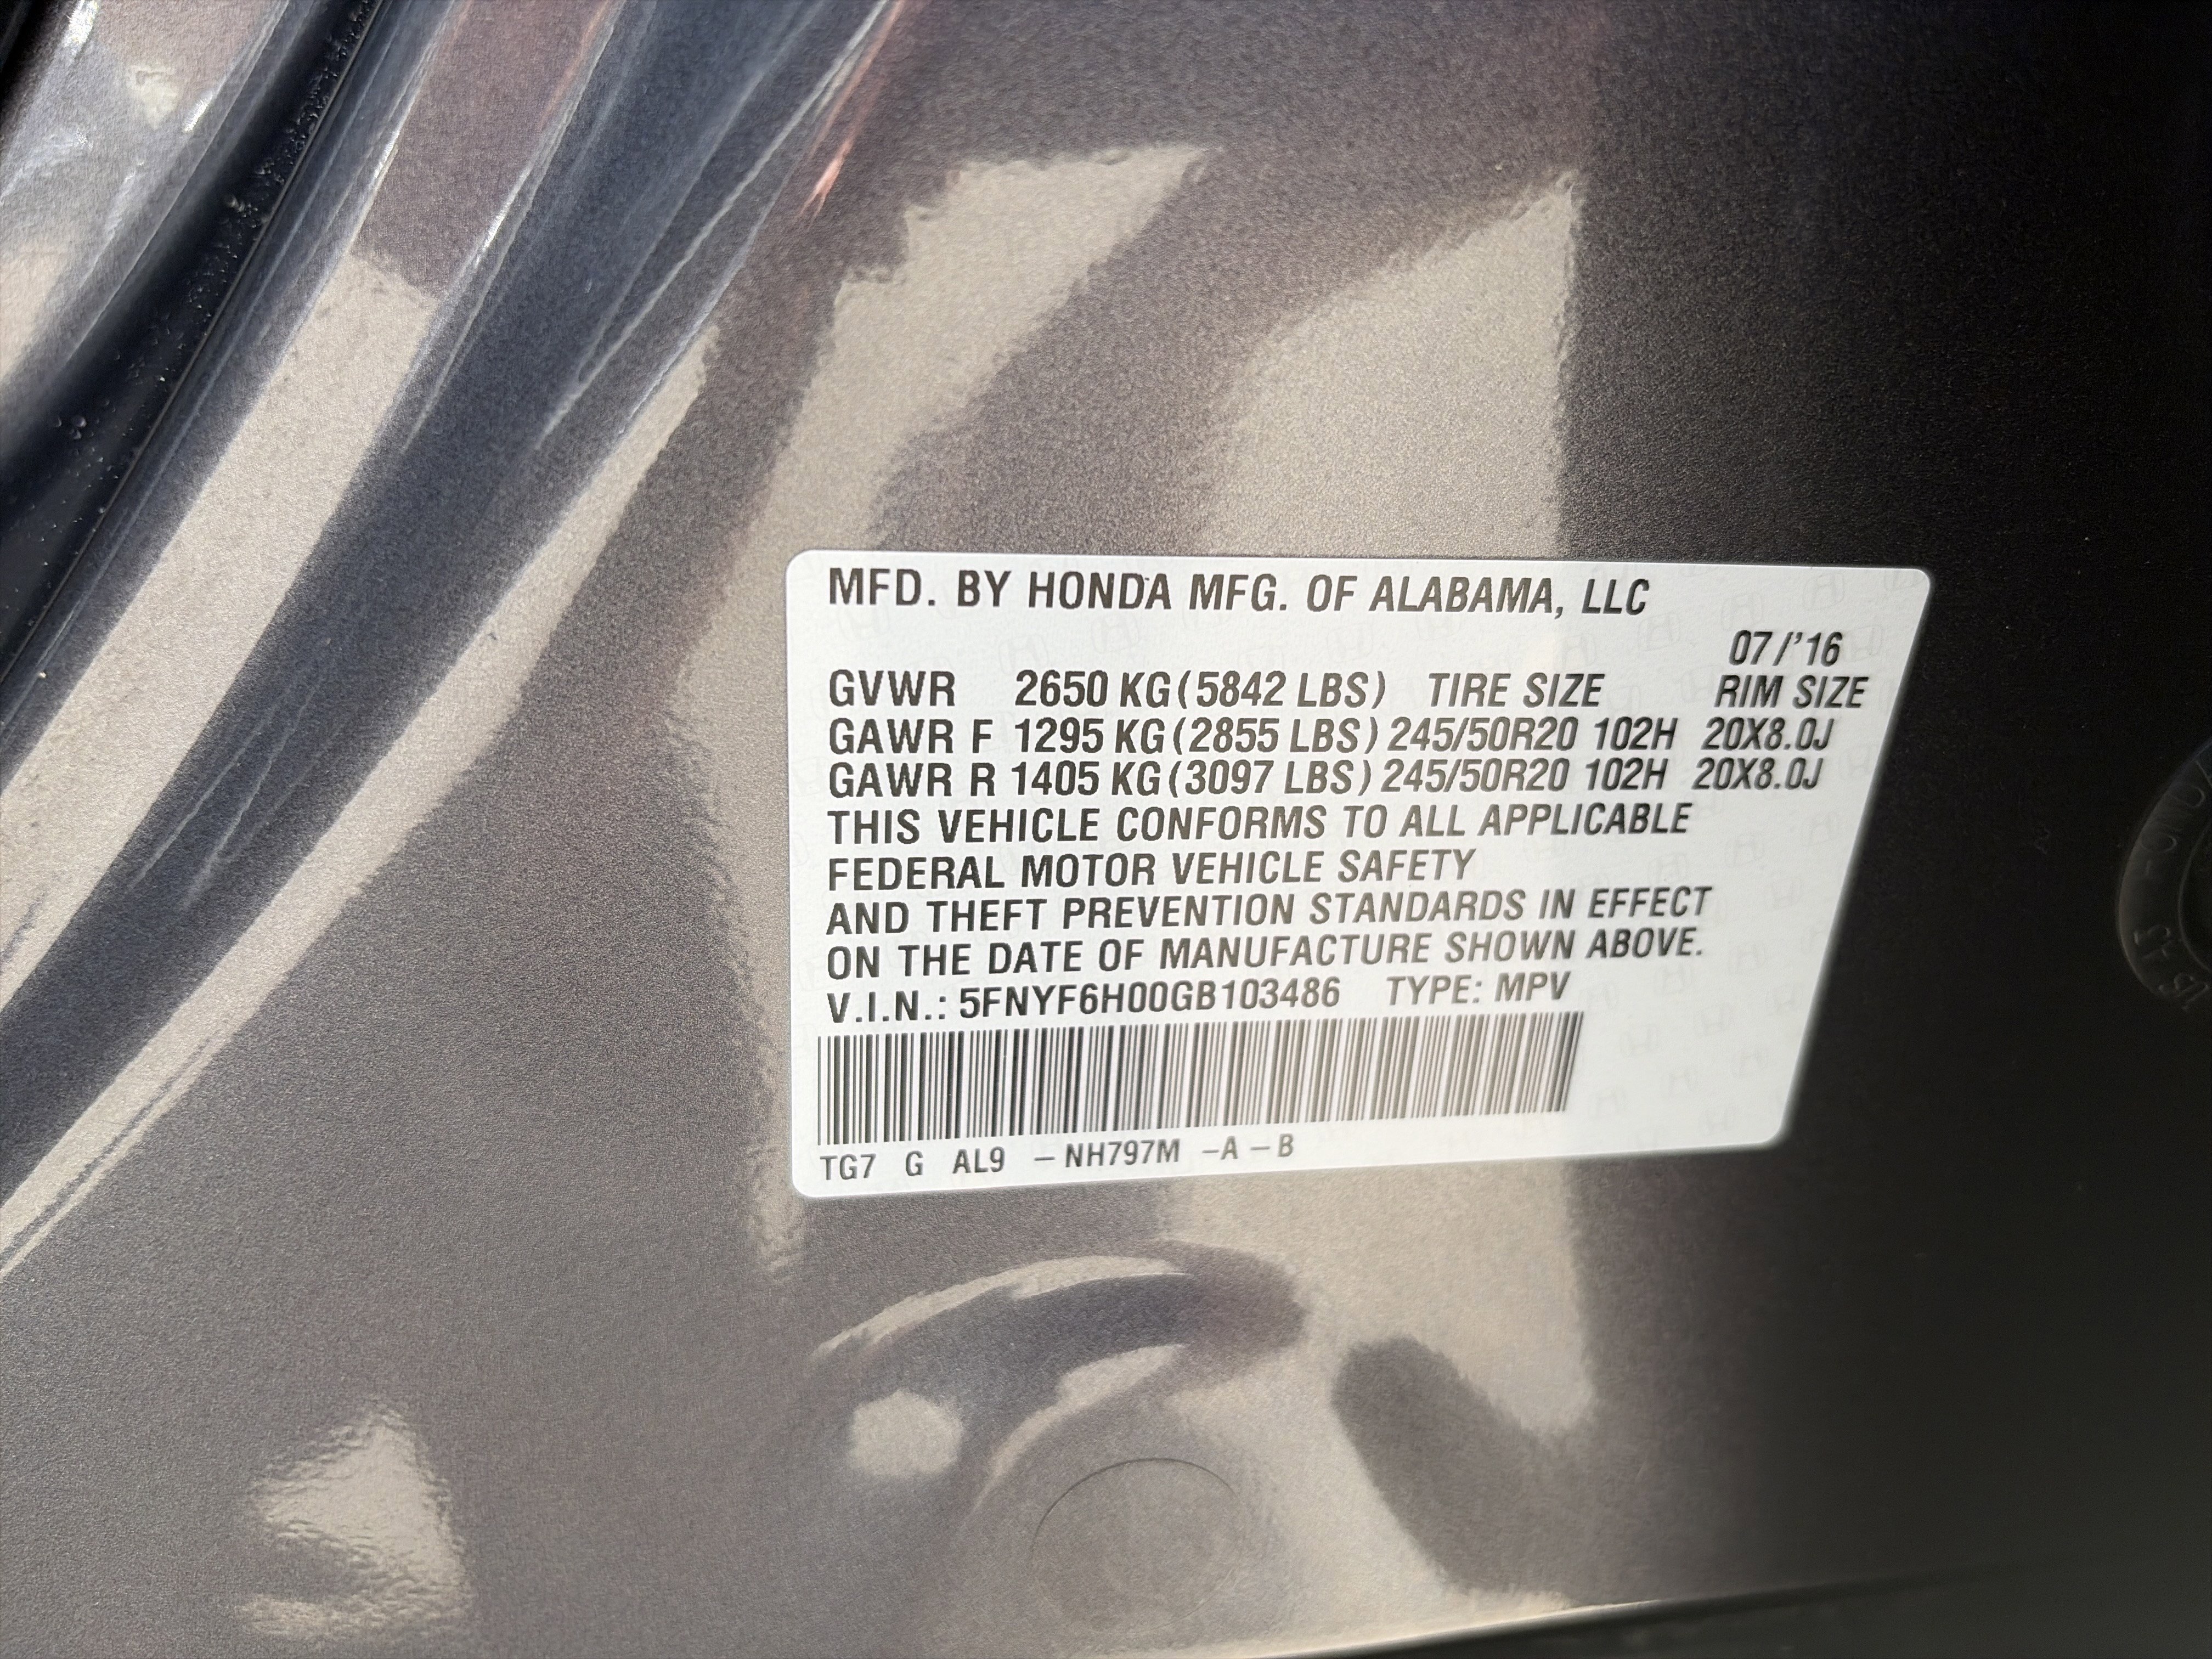 MFD. BY HONDA MFG. OF ALABAMA, LLC
07/'16
GVWR 2650 KG (5842 LBS) TIRE SIZE RIM SIZE
GAWR F 1295 KG (2855 LBS) 245/50R20 102H 20X8.0J
GAWR R 1405 KG (3097 LBS) 245/50R20 102H 20X8.0J
THIS VEHICLE CONFORMS TO ALL APPLICABLE
FEDERAL MOTOR VEHICLE SAFETY
AND THEFT PREVENTION STANDARDS IN EFFECT
ON THE DATE OF MANUFACTURE SHOWN ABOVE.
V.I.N.: 5FNYF6H00GB103486 TYPE: MPV
TG7 G AL9 – NH797M –A – B